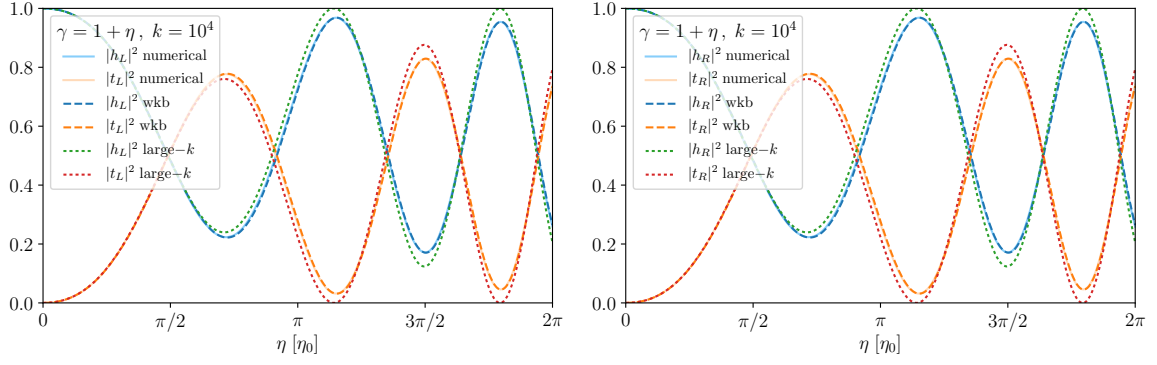 γ = 1 + η , k = 10⁴
|h_L|² numerical
|t_L|² numerical
|h_L|² wkb
|t_L|² wkb
|h_L|² large−k
|t_L|² large−k
1.0
0.8
0.6
0.4
0.2
0.0
0 π/2 π 3π/2 2π
η [η₀]
γ = 1 + η , k = 10⁴
|h_R|² numerical
|t_R|² numerical
|h_R|² wkb
|t_R|² wkb
|h_R|² large−k
|t_R|² large−k
1.0
0.8
0.6
0.4
0.2
0.0
0 π/2 π 3π/2 2π
η [η₀]